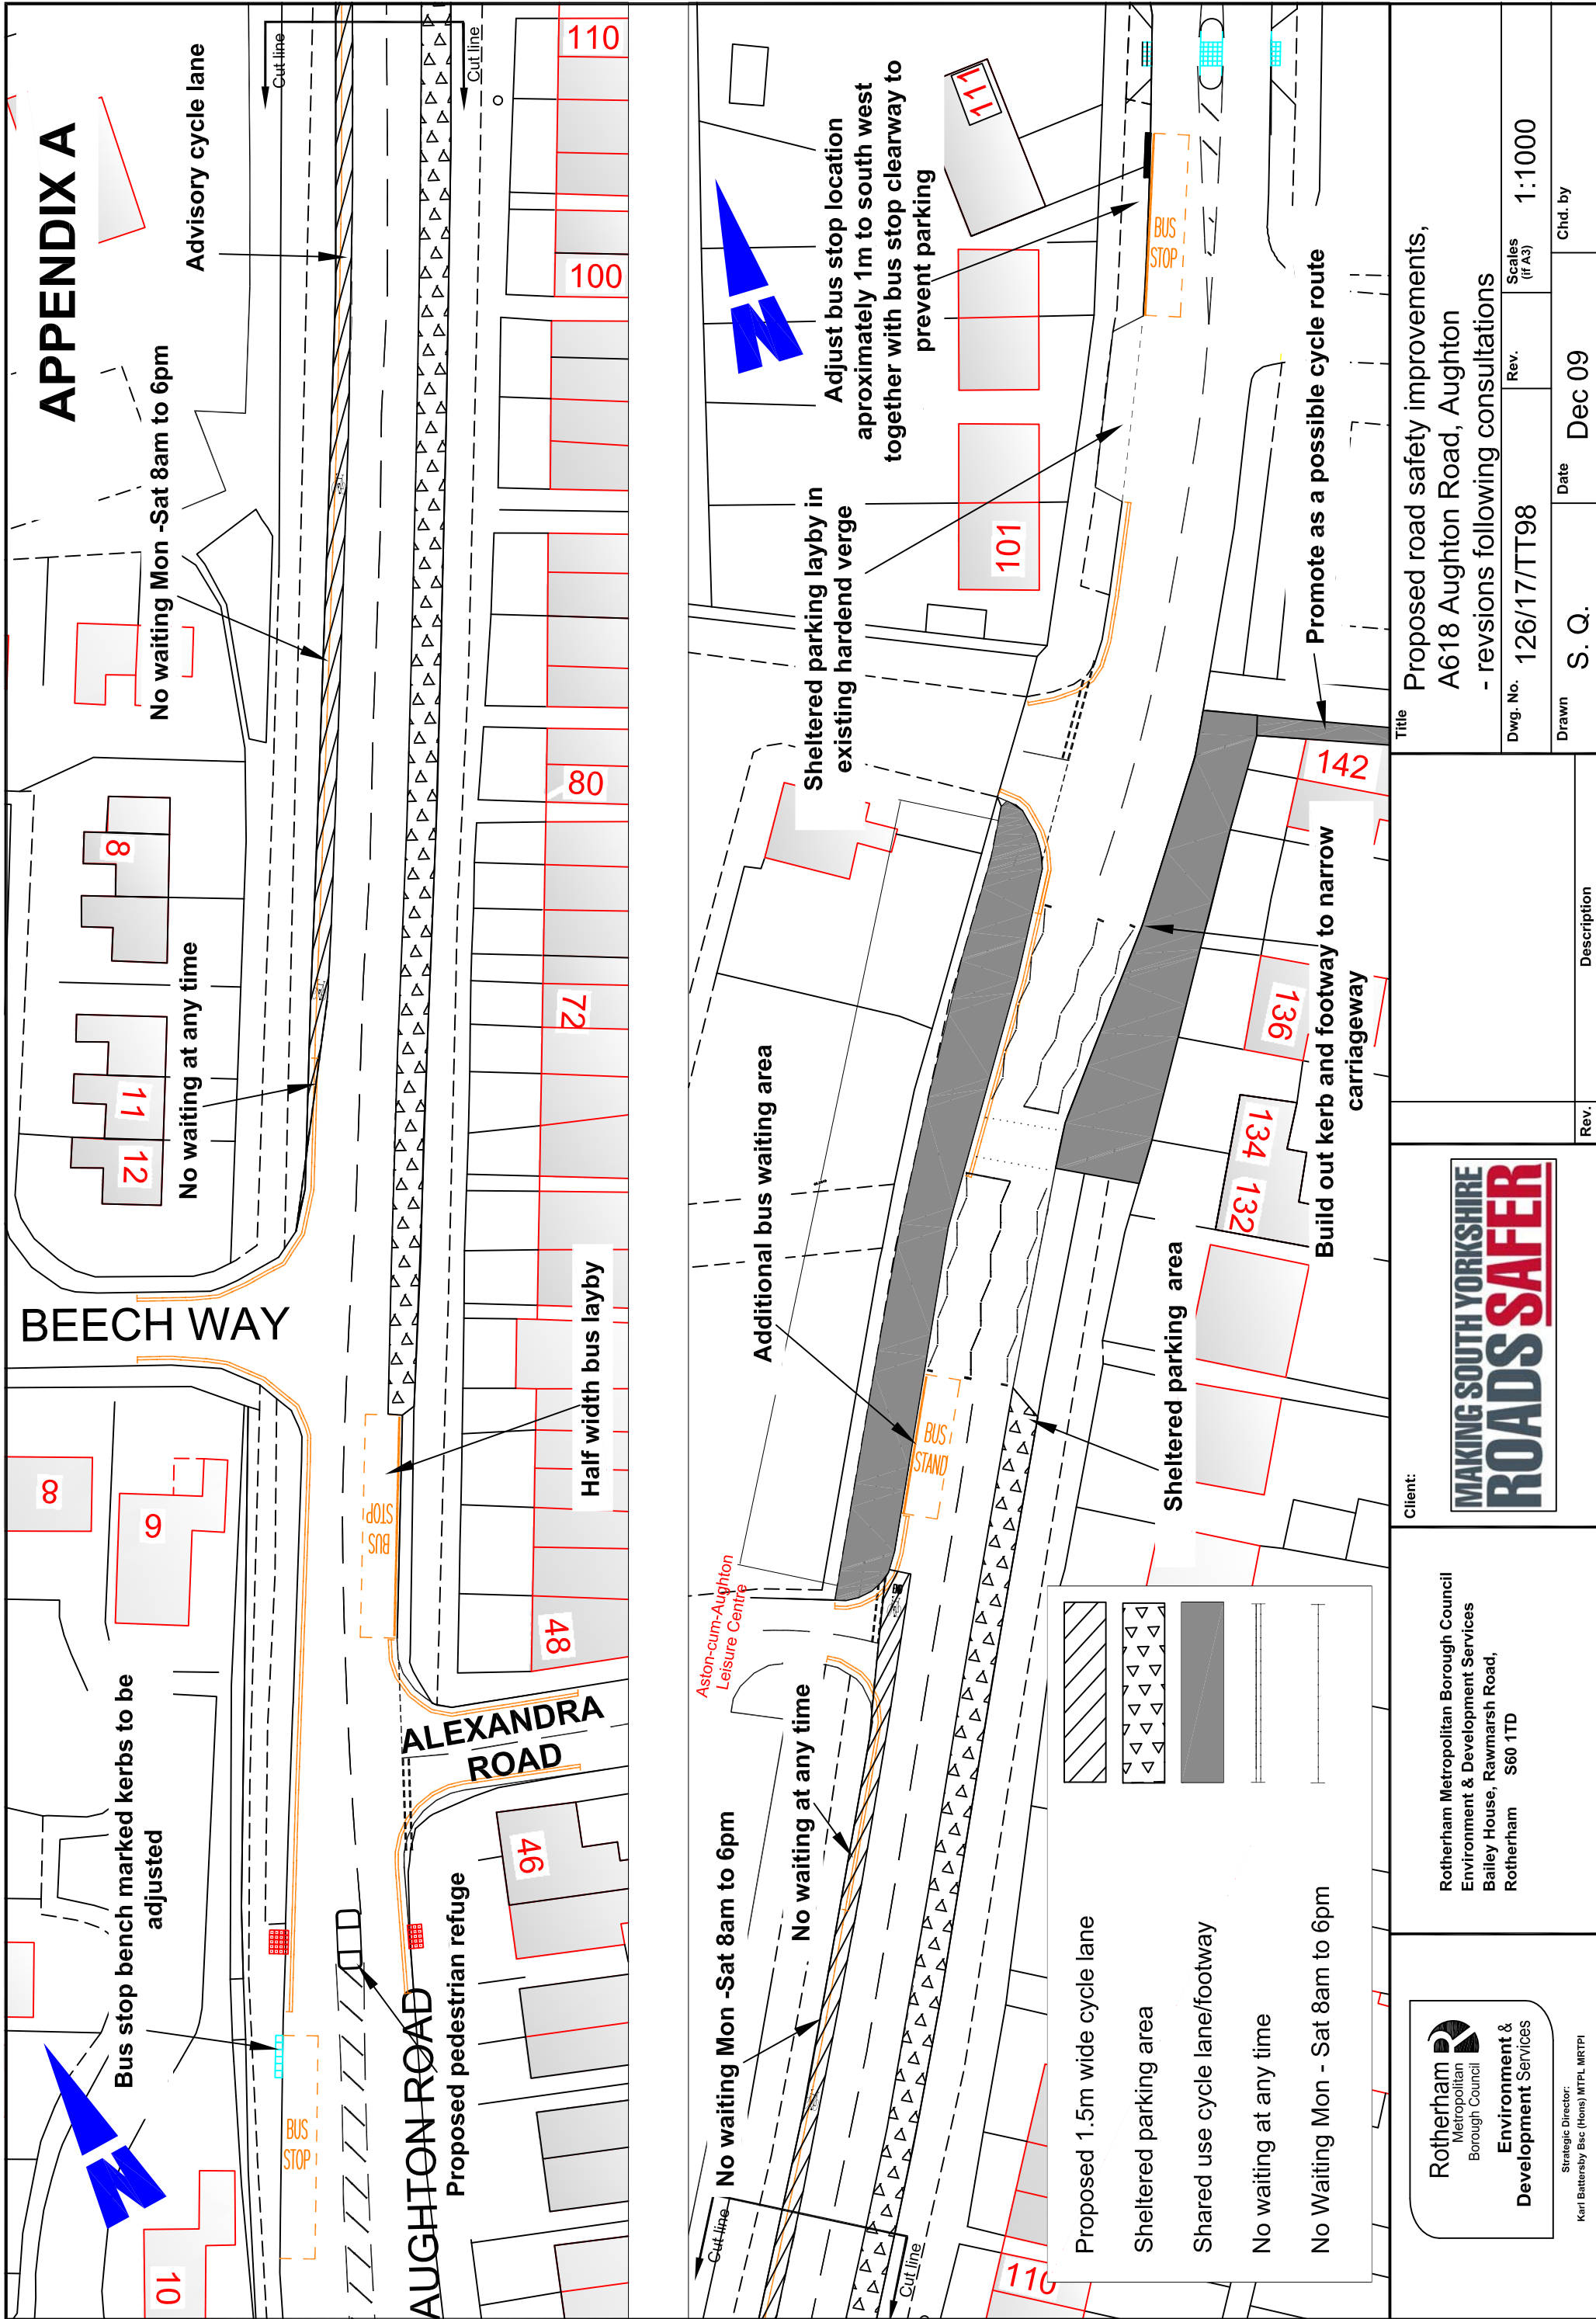 APPENDIX A
Bus stop bench marked kerbs to be
adjusted
10
BUS
STOP
AUGHTON ROAD
Proposed pedestrian refuge
46
ALEXANDRA
ROAD
48
8
9
BUS
STOP
Half width bus layby
BEECH WAY
12
11
8
No waiting at any time
72
80
No waiting Mon -Sat 8am to 6pm
100
Advisory cycle lane
110
Cut line
Cut line
Cut line
Cut line
110
No waiting Mon -Sat 8am to 6pm
No waiting at any time
Aston-cum-Aughton
Leisure Centre
BUS
STAND
Additional bus waiting area
Sheltered parking area
132
134
136
142
Build out kerb and footway to narrow
carriageway
Sheltered parking layby in
existing hardend verge
101
Promote as a possible cycle route
Adjust bus stop location
aproximately 1m to south west
together with bus stop clearway to
prevent parking
BUS
STOP
111
Proposed 1.5m wide cycle lane
Sheltered parking area
Shared use cycle lane/footway
No waiting at any time
No Waiting Mon - Sat 8am to 6pm
Rotherham
Metropolitan
Borough Council
Environment &
Development Services
Strategic Director:
Karl Battersby Bsc (Hons) MTPL MRTPI
Rotherham Metropolitan Borough Council
Environment & Development Services
Bailey House, Rawmarsh Road,
Rotherham S60 1TD
Client:
MAKING SOUTH YORKSHIRE
ROADS SAFER
Rev.
Description
Title
Proposed road safety improvements,
A618 Aughton Road, Aughton
- revsions following consultations
Dwg. No.
126/17/TT98
Rev.
Scales
(if A3)
1:1000
Drawn
S. Q.
Date
Dec 09
Chd. by